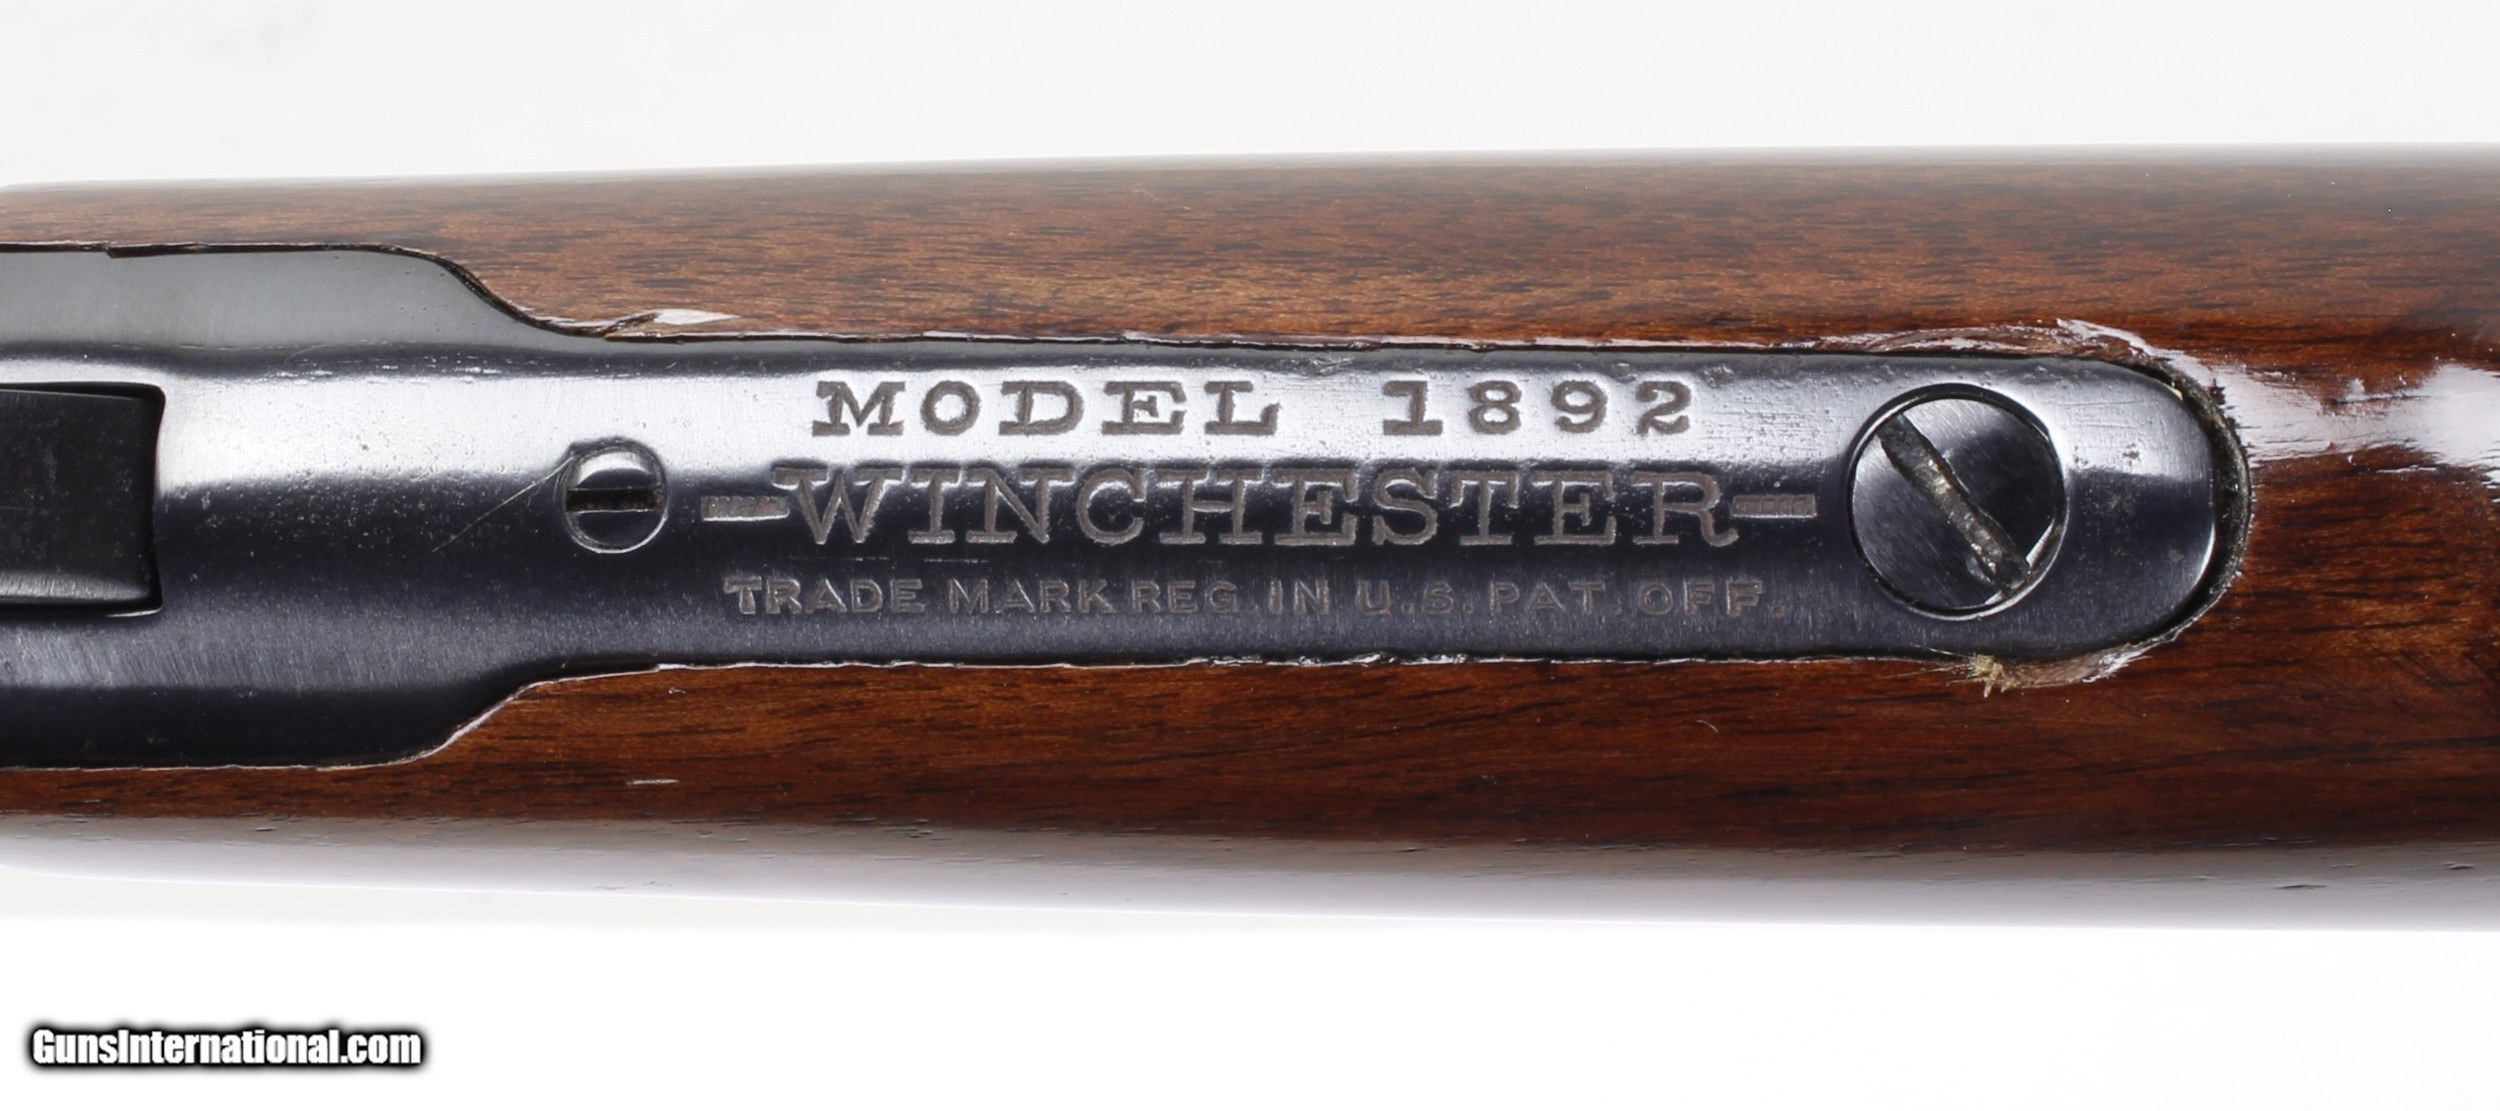 MODEL 1892
-WINCHESTER-
TRADE MARK REG. IN U.S. PAT. OFF.
GunsInternational.com